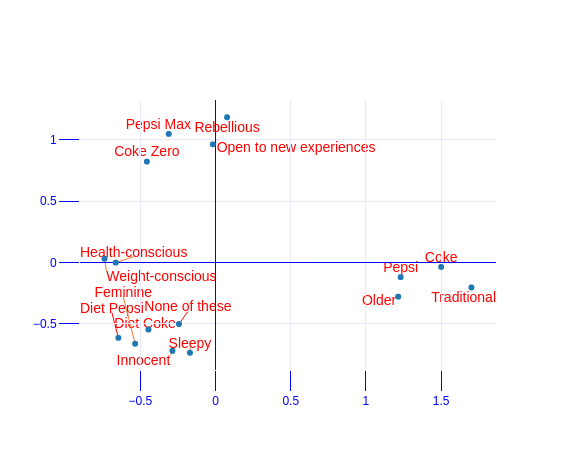 1
0.5
0
−0.5
−0.5
0
0.5
1
1.5
Pepsi Max
Rebellious
Coke Zero
Open to new experiences
Health-conscious
Coke
Pepsi
Weight-conscious
Feminine
Older
Traditional
Diet Pepsi
None of these
Diet Coke
Sleepy
Innocent